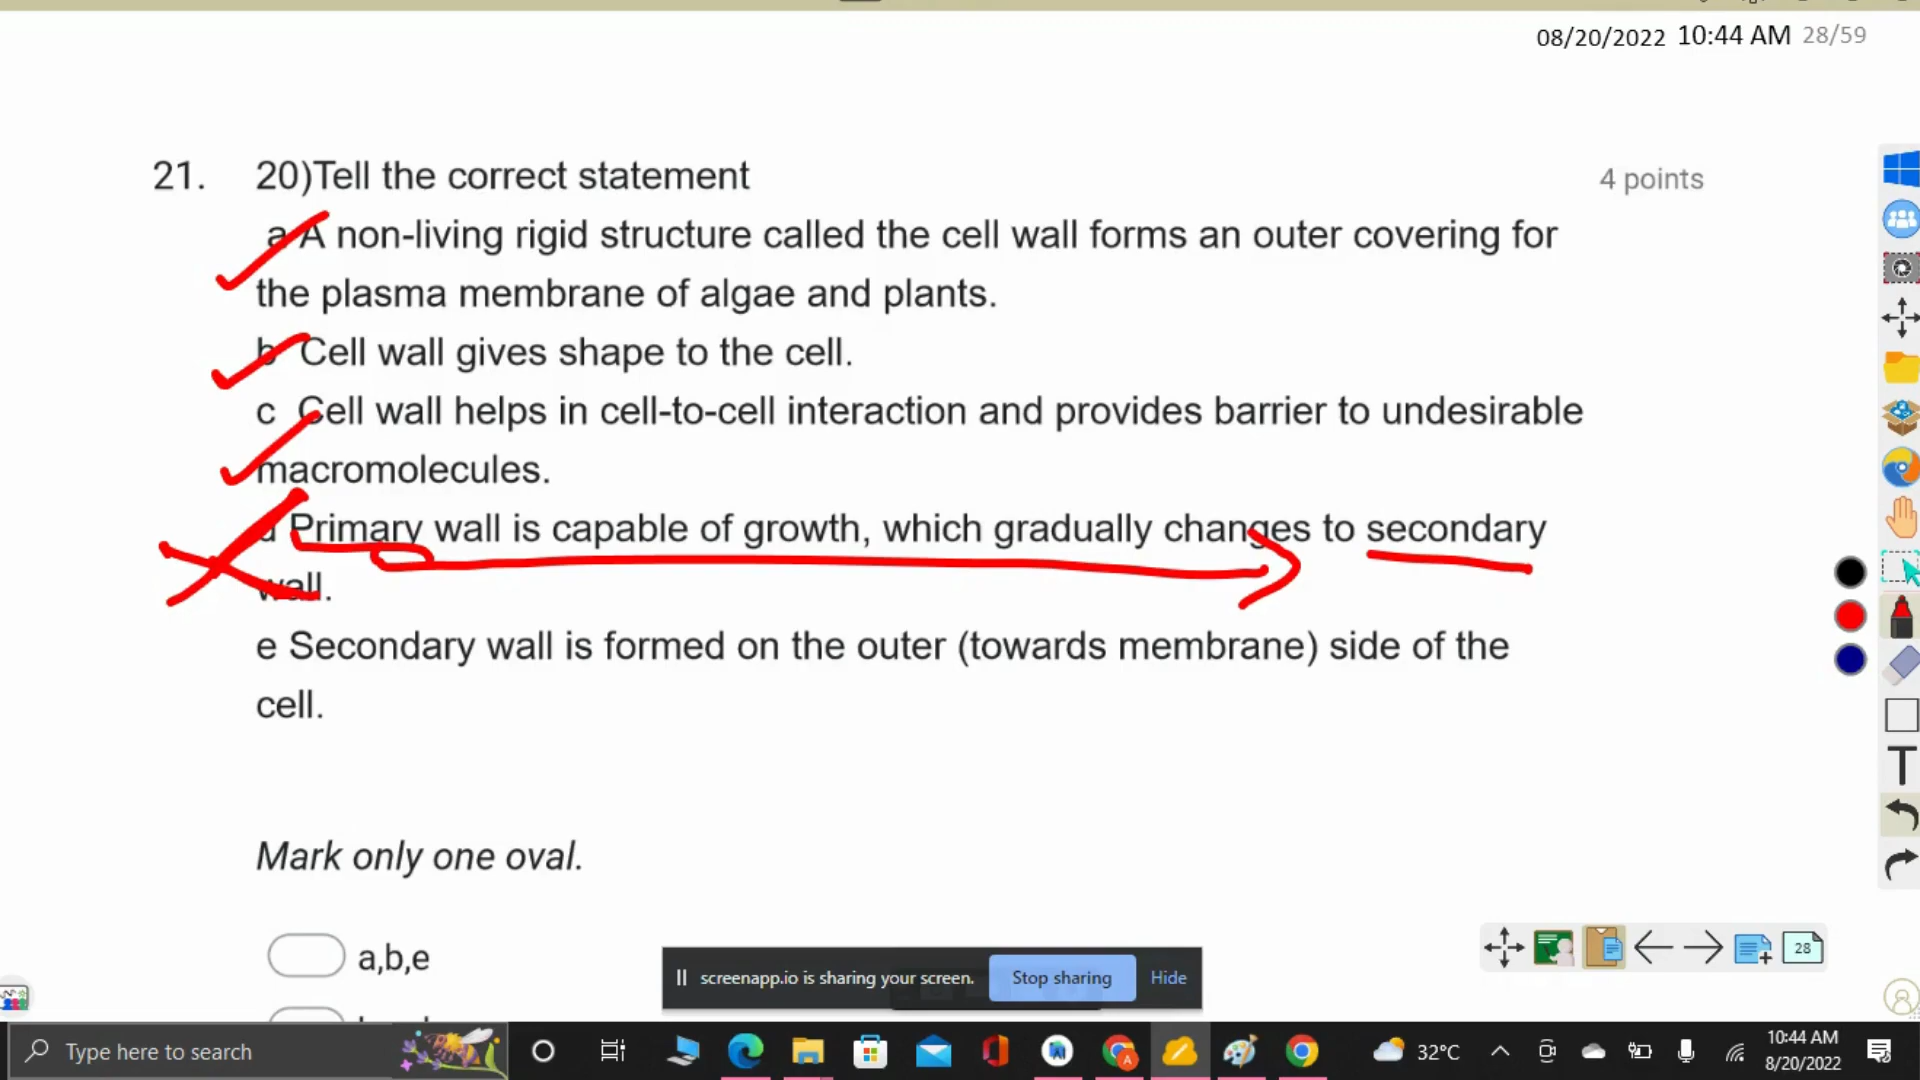 08/20/2022 10:44 AM 28/59
21. 20)Tell the correct statement 4 points
a A non-living rigid structure called the cell wall forms an outer covering for
the plasma membrane of algae and plants.
b Cell wall gives shape to the cell.
c Cell wall helps in cell-to-cell interaction and provides barrier to undesirable
macromolecules.
d Primary wall is capable of growth, which gradually changes to secondary
wall.
e Secondary wall is formed on the outer (towards membrane) side of the
cell.
Mark only one oval.
a,b,e
screenapp.io is sharing your screen. Stop sharing Hide
28
Type here to search
32°C
10:44 AM
8/20/2022